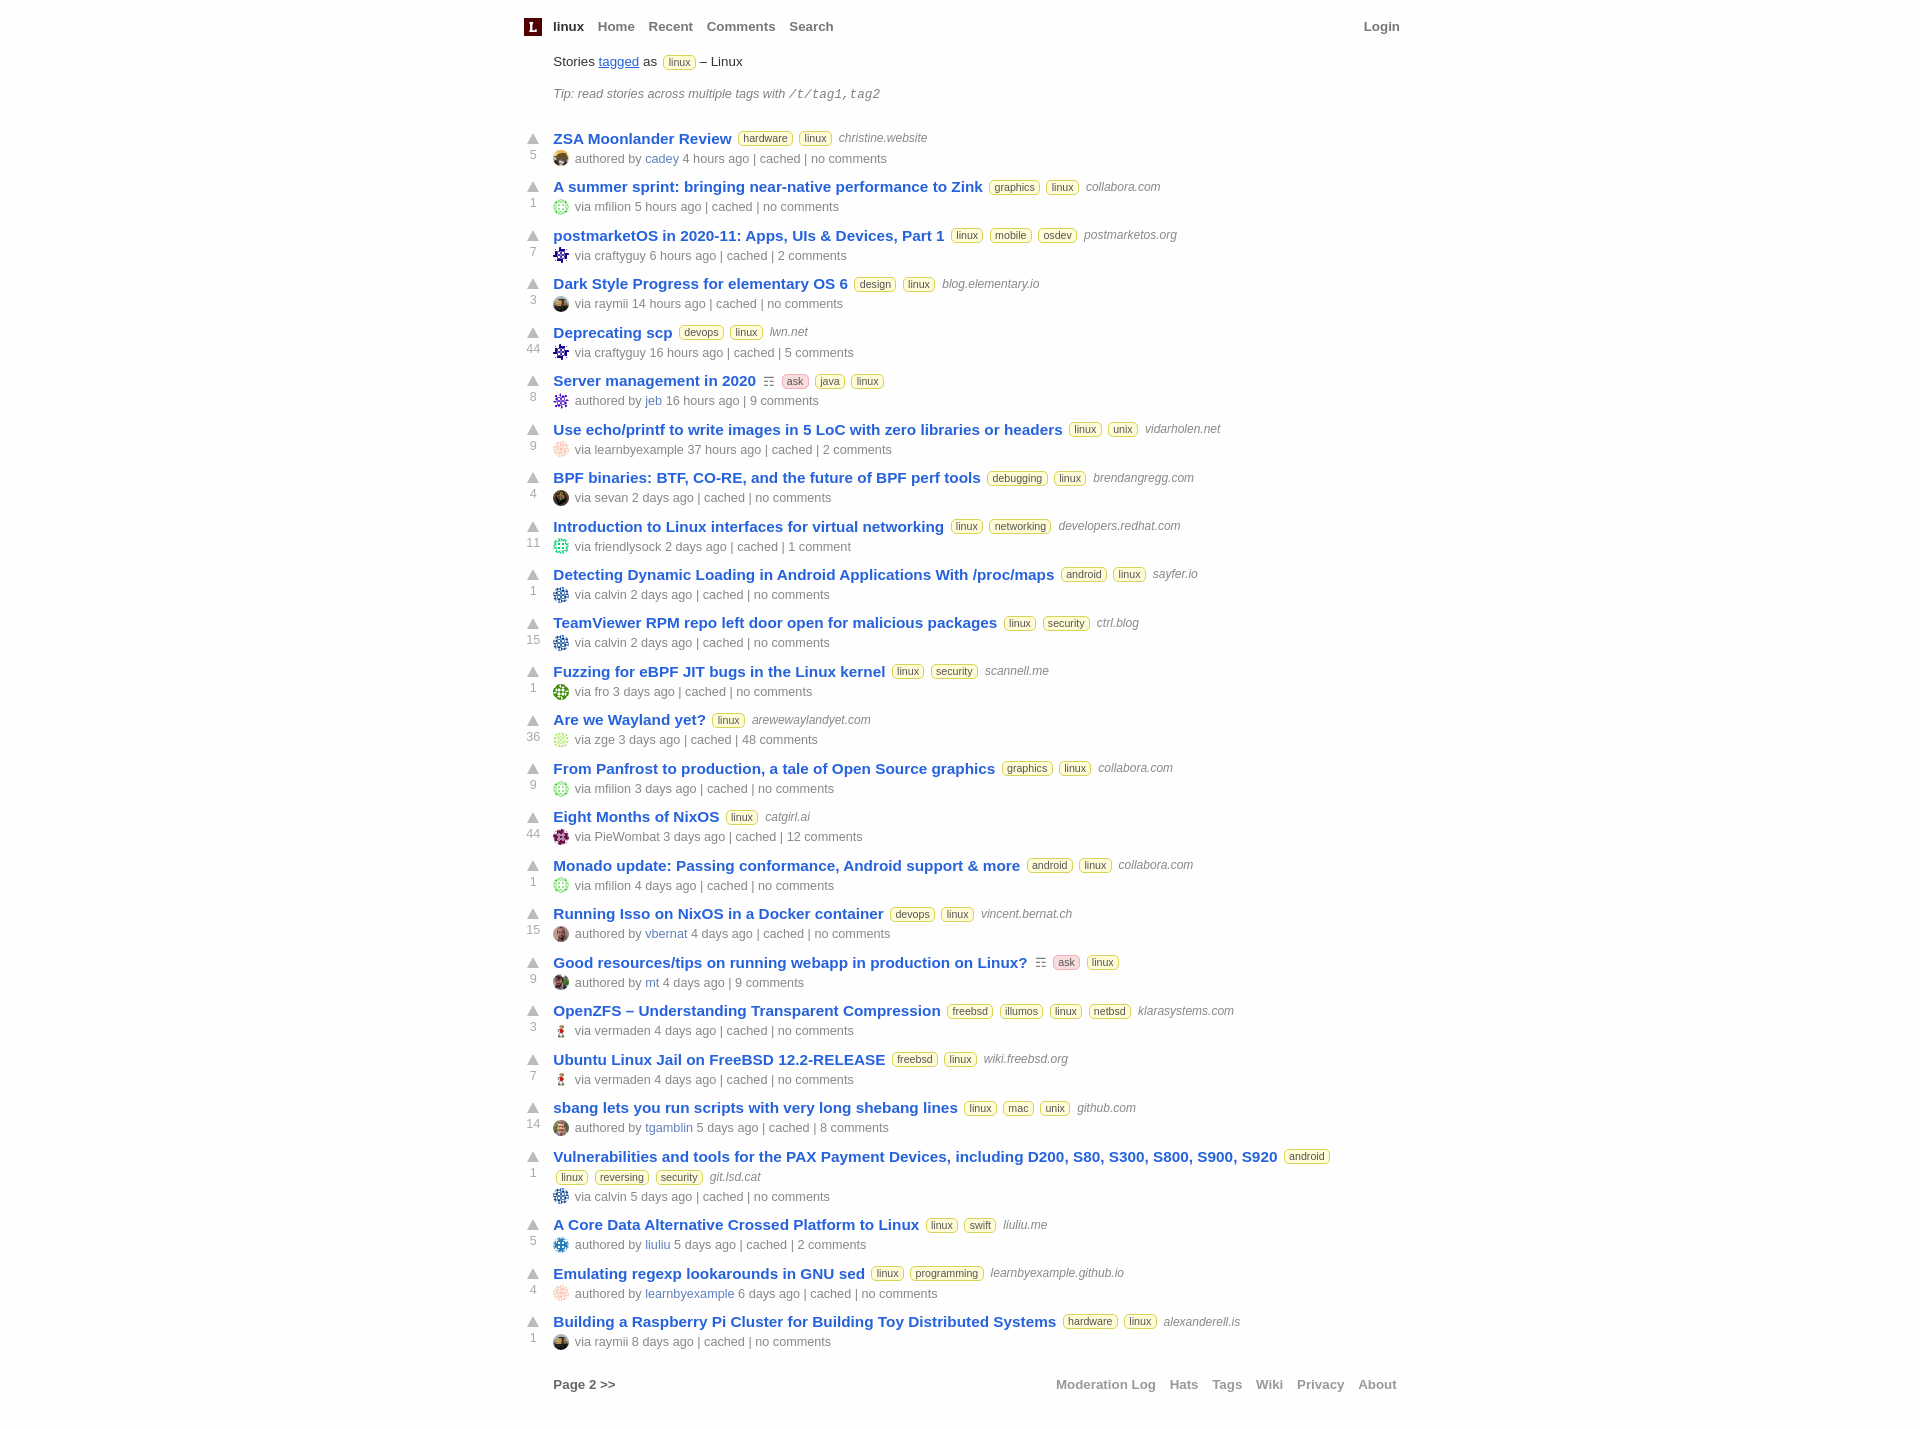 L linux Home Recent Comments Search Login
Stories tagged as linux – Linux
Tip: read stories across multiple tags with /t/tag1,tag2
ZSA Moonlander Review hardware linux christine.website
5 authored by cadey 4 hours ago | cached | no comments
A summer sprint: bringing near-native performance to Zink graphics linux collabora.com
1 via mfilion 5 hours ago | cached | no comments
postmarketOS in 2020-11: Apps, UIs & Devices, Part 1 linux mobile osdev postmarketos.org
7 via craftyguy 6 hours ago | cached | 2 comments
Dark Style Progress for elementary OS 6 design linux blog.elementary.io
3 via raymii 14 hours ago | cached | no comments
Deprecating scp devops linux lwn.net
44 via craftyguy 16 hours ago | cached | 5 comments
Server management in 2020 ☶ ask java linux
8 authored by jeb 16 hours ago | 9 comments
Use echo/printf to write images in 5 LoC with zero libraries or headers linux unix vidarholen.net
9 via learnbyexample 37 hours ago | cached | 2 comments
BPF binaries: BTF, CO-RE, and the future of BPF perf tools debugging linux brendangregg.com
4 via sevan 2 days ago | cached | no comments
Introduction to Linux interfaces for virtual networking linux networking developers.redhat.com
11 via friendlysock 2 days ago | cached | 1 comment
Detecting Dynamic Loading in Android Applications With /proc/maps android linux sayfer.io
1 via calvin 2 days ago | cached | no comments
TeamViewer RPM repo left door open for malicious packages linux security ctrl.blog
15 via calvin 2 days ago | cached | no comments
Fuzzing for eBPF JIT bugs in the Linux kernel linux security scannell.me
1 via fro 3 days ago | cached | no comments
Are we Wayland yet? linux arewewaylandyet.com
36 via zge 3 days ago | cached | 48 comments
From Panfrost to production, a tale of Open Source graphics graphics linux collabora.com
9 via mfilion 3 days ago | cached | no comments
Eight Months of NixOS linux catgirl.ai
44 via PieWombat 3 days ago | cached | 12 comments
Monado update: Passing conformance, Android support & more android linux collabora.com
1 via mfilion 4 days ago | cached | no comments
Running Isso on NixOS in a Docker container devops linux vincent.bernat.ch
15 authored by vbernat 4 days ago | cached | no comments
Good resources/tips on running webapp in production on Linux? ☶ ask linux
9 authored by mt 4 days ago | 9 comments
OpenZFS – Understanding Transparent Compression freebsd illumos linux netbsd klarasystems.com
3 via vermaden 4 days ago | cached | no comments
Ubuntu Linux Jail on FreeBSD 12.2-RELEASE freebsd linux wiki.freebsd.org
7 via vermaden 4 days ago | cached | no comments
sbang lets you run scripts with very long shebang lines linux mac unix github.com
14 authored by tgamblin 5 days ago | cached | 8 comments
Vulnerabilities and tools for the PAX Payment Devices, including D200, S80, S300, S800, S900, S920 android
1 linux reversing security git.lsd.cat
via calvin 5 days ago | cached | no comments
A Core Data Alternative Crossed Platform to Linux linux swift liuliu.me
5 authored by liuliu 5 days ago | cached | 2 comments
Emulating regexp lookarounds in GNU sed linux programming learnbyexample.github.io
4 authored by learnbyexample 6 days ago | cached | no comments
Building a Raspberry Pi Cluster for Building Toy Distributed Systems hardware linux alexanderell.is
1 via raymii 8 days ago | cached | no comments
Page 2 >> Moderation Log Hats Tags Wiki Privacy About